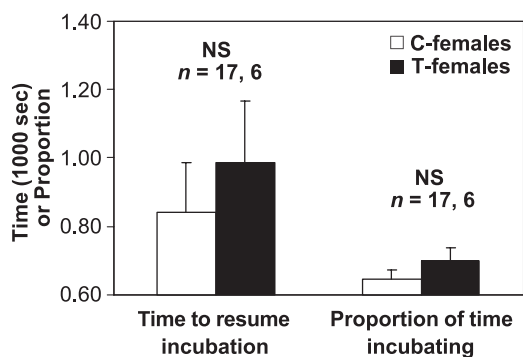 1.40
1.20
1.00
0.80
0.60
Time (1000 sec)
or Proportion
NS
n = 17, 6
NS
n = 17, 6
C-females
T-females
Time to resume
incubation
Proportion of time
incubating